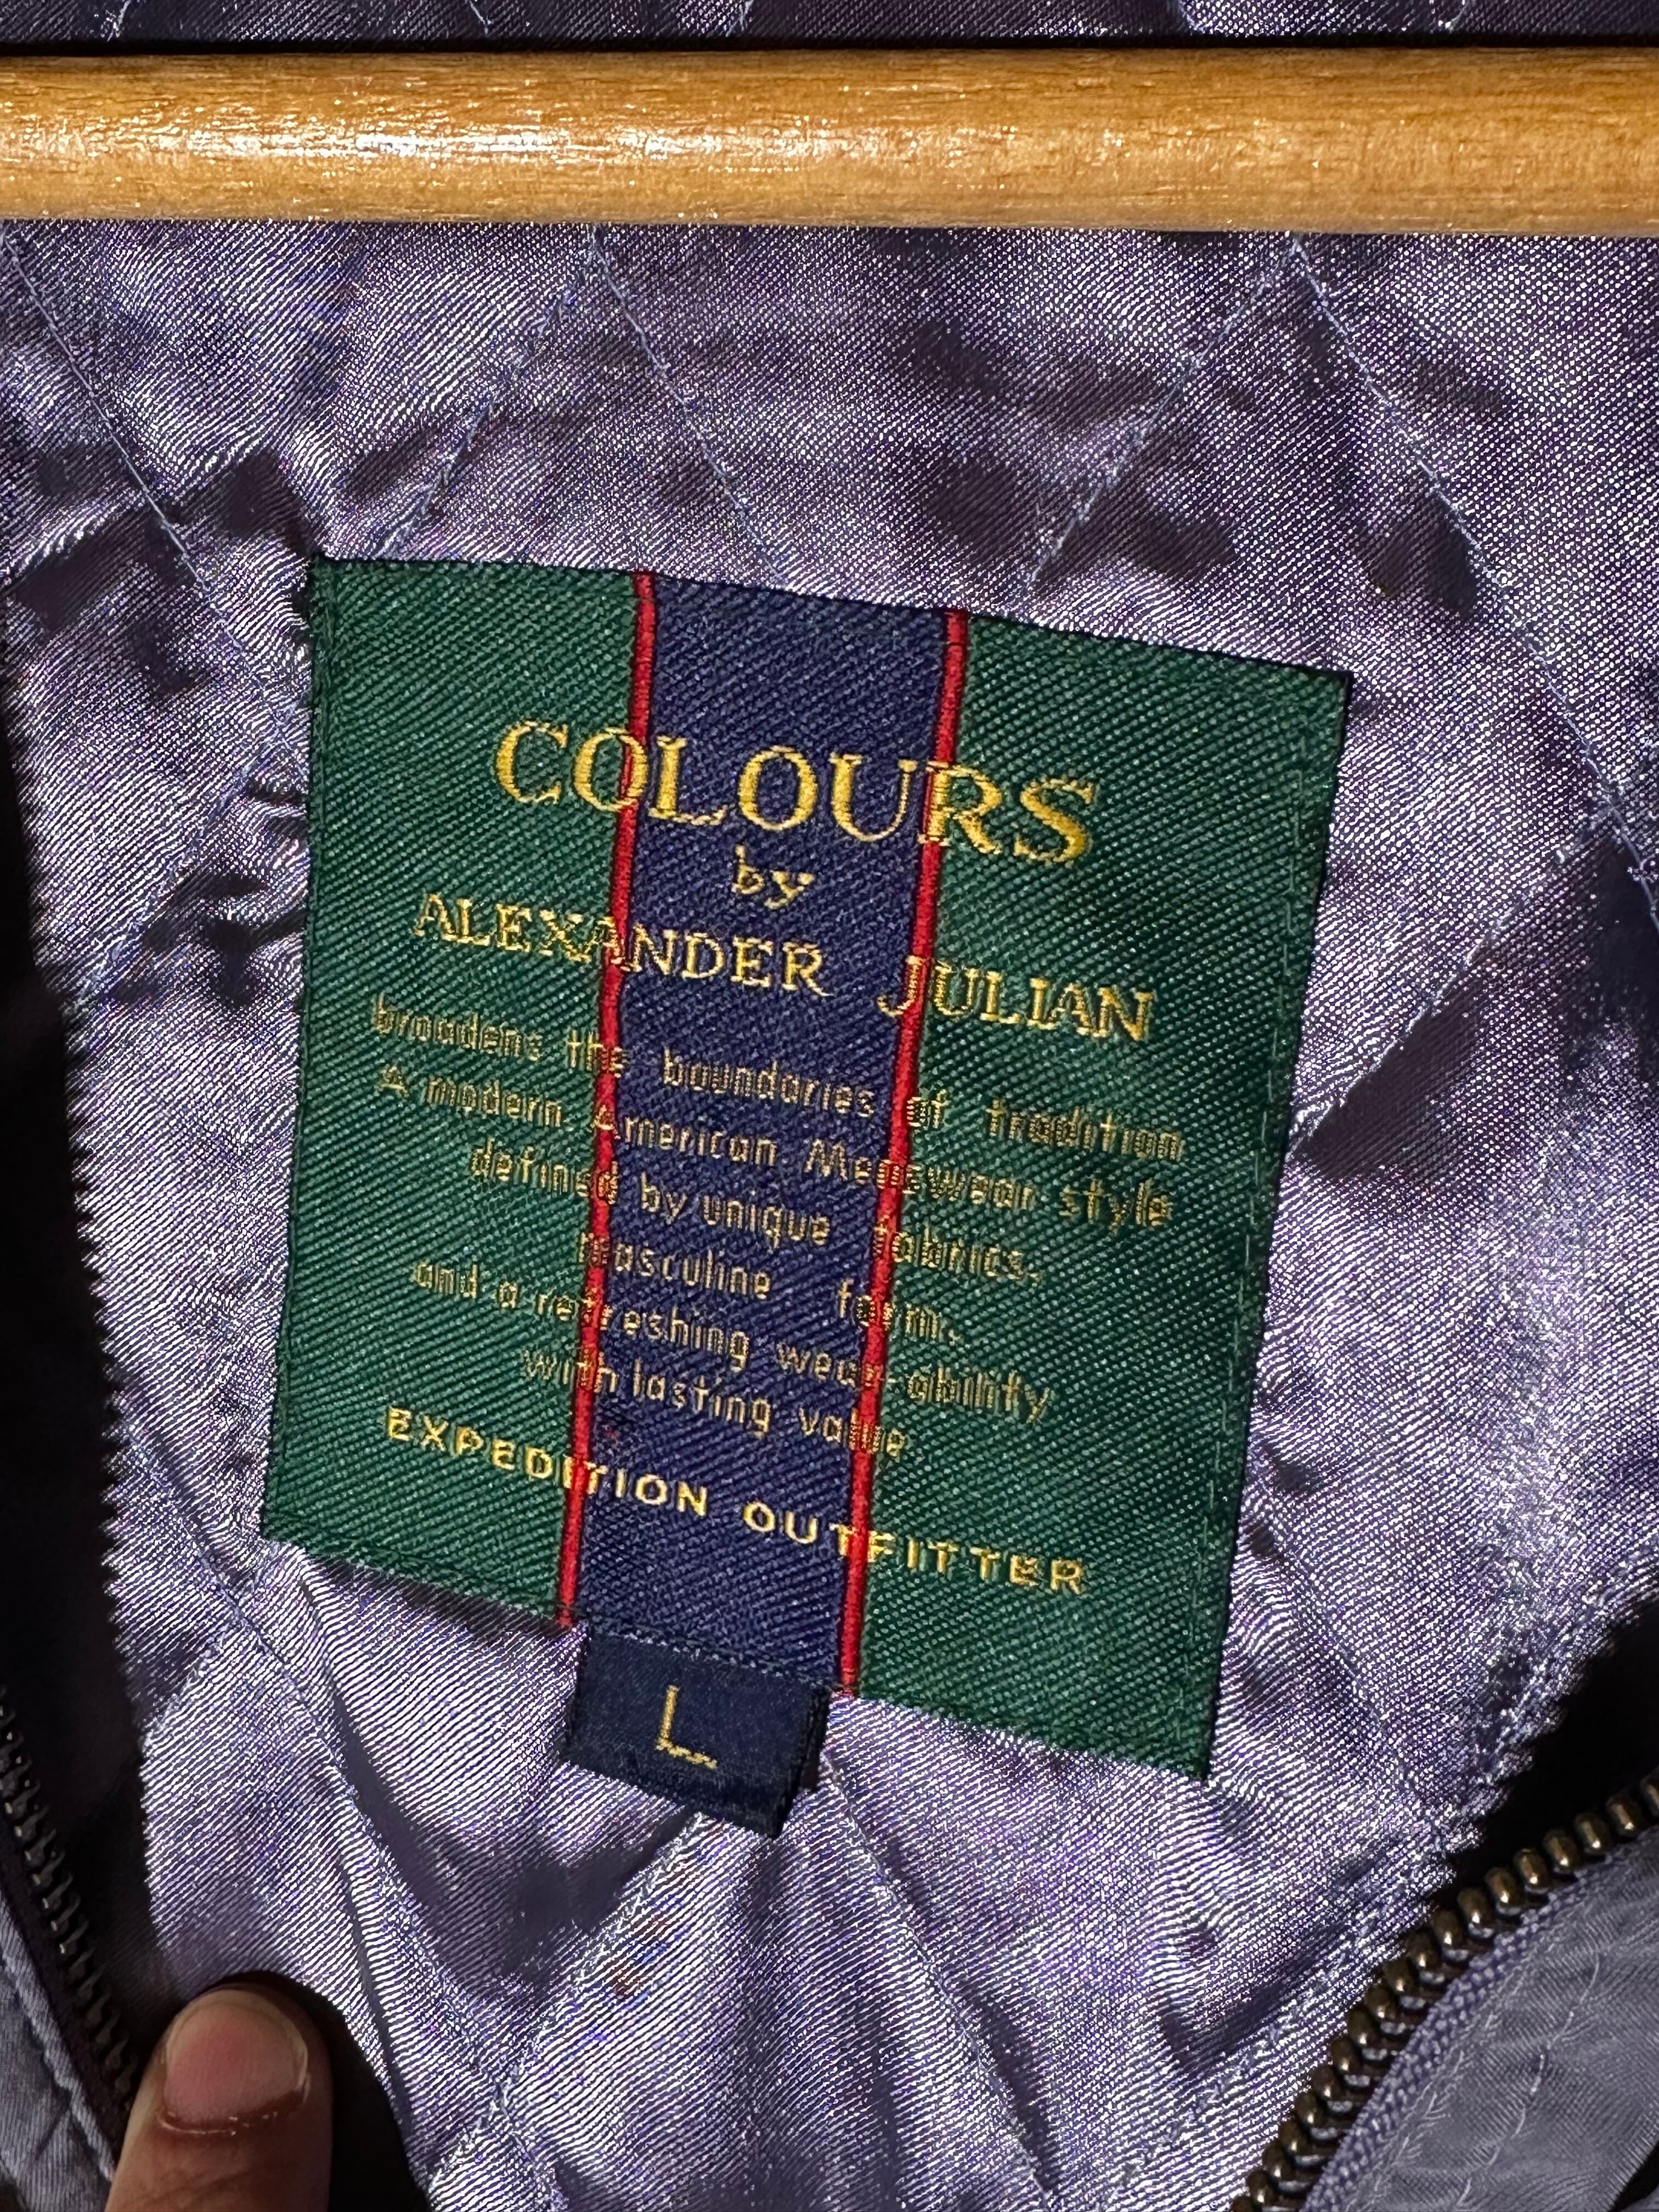 COLOURS
by
ALEXANDER JULIAN
broadens the boundaries of tradition
A modern, American Menswear style
defined by unique fabrics,
masculine form,
and a refreshing wear-ability
with lasting value.
EXPEDITION OUTFITTER
L